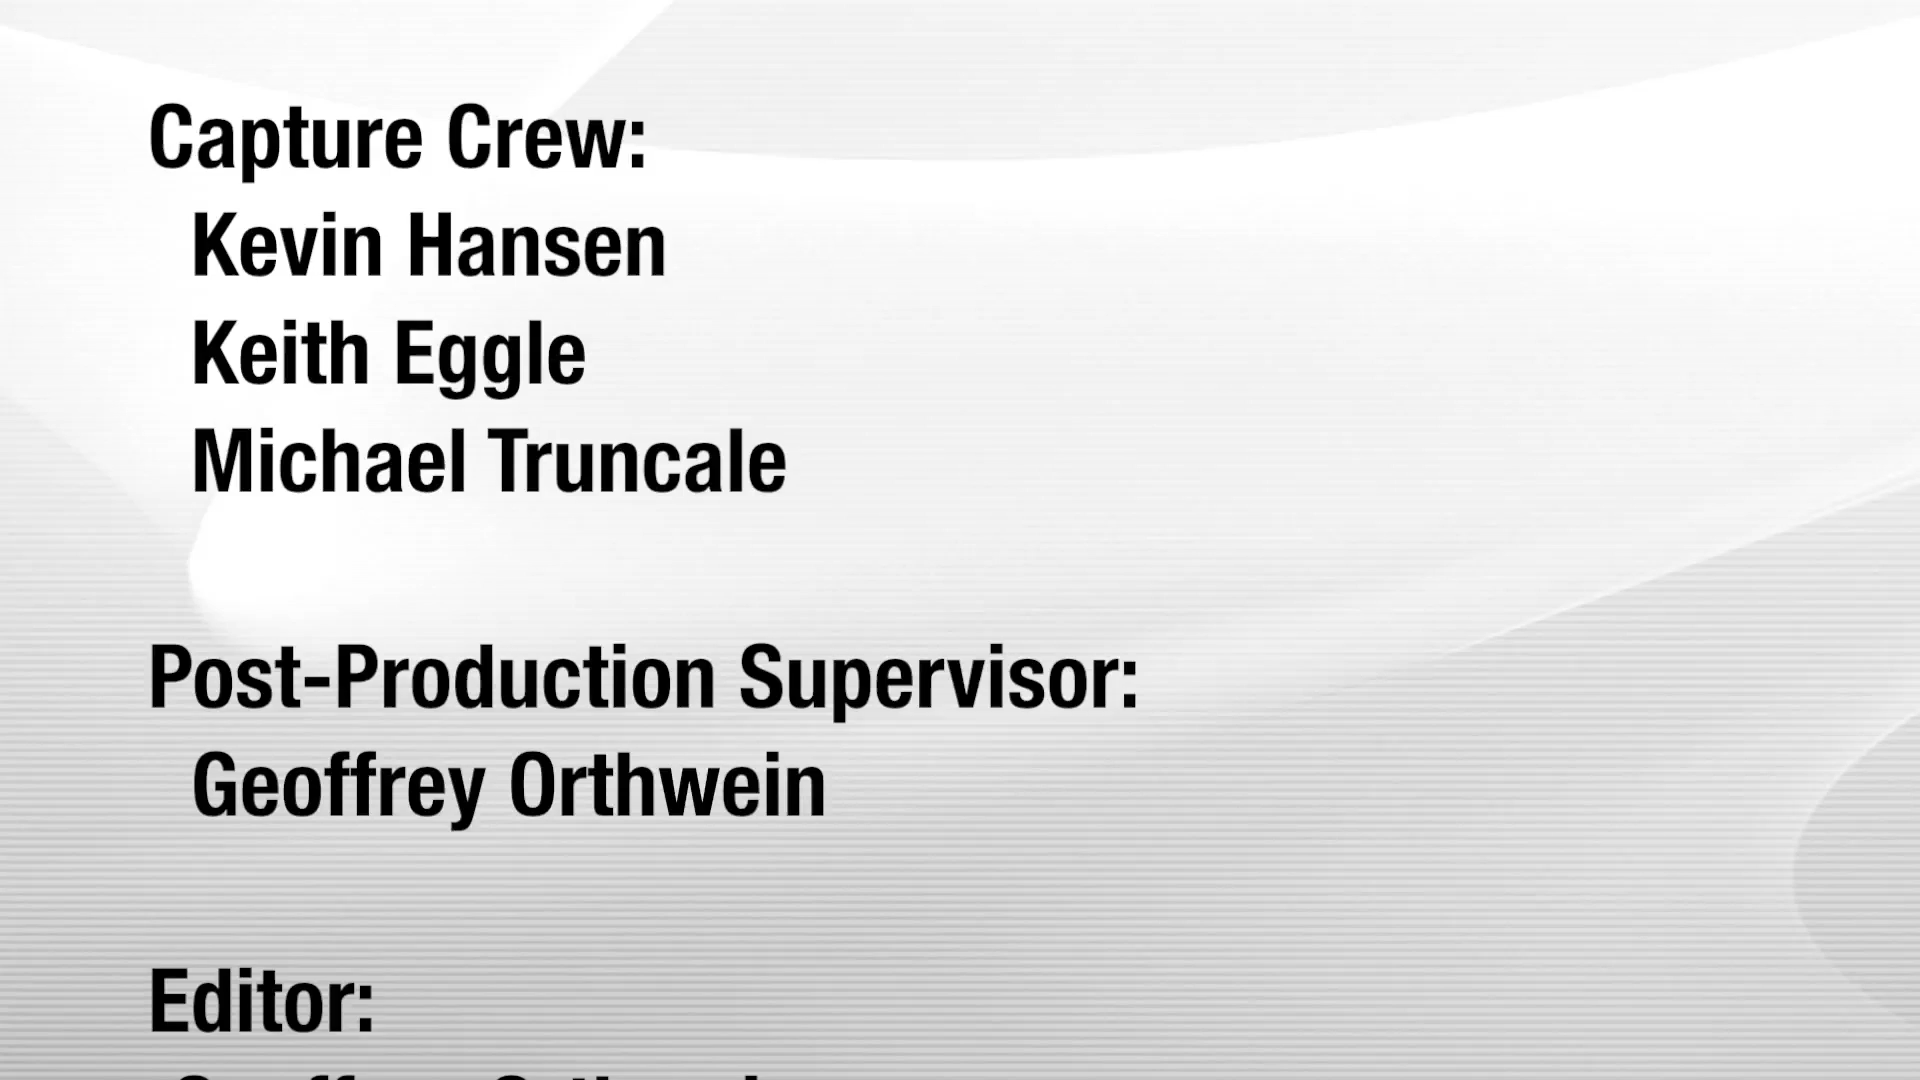 Capture Crew:
Kevin Hansen
Keith Eggle
Michael Truncale
Post-Production Supervisor:
Geoffrey Orthwein
Editor: